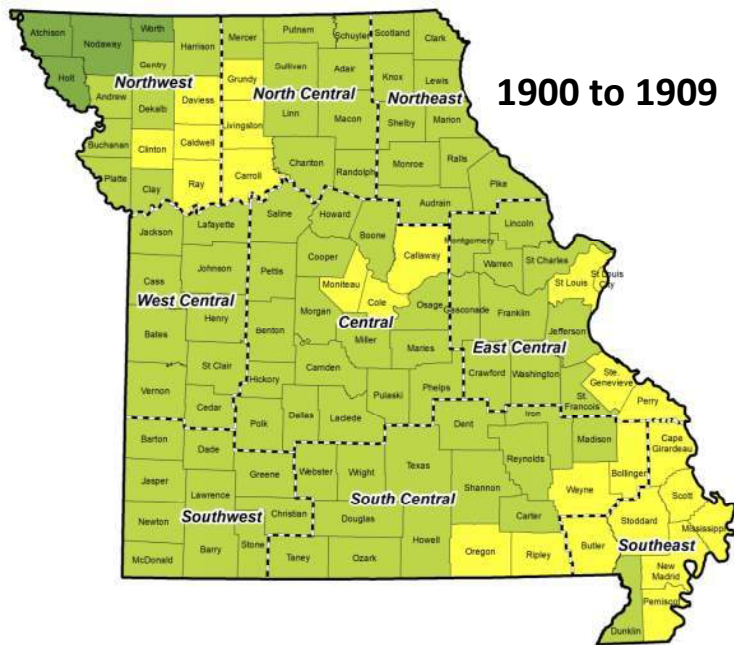 1900 to 1909
Atchison
Nodaway
Worth
Harrison
Mercer
Putnam
Schuyler
Scotland
Clark
Gentry
Holt
Northwest
Grundy
Sullivan
Adair
Knox
Lewis
Andrew
Dekalb
Daviess
North Central
Northeast
Livingston
Linn
Macon
Shelby
Marion
Buchanan
Clinton
Caldwell
Platte
Clay
Ray
Carroll
Chariton
Randolph
Monroe
Ralls
Pike
Audrain
Jackson
Lafayette
Saline
Howard
Boone
Callaway
Montgomery
Lincoln
Warren
St Charles
St Louis
St Louis
City
Cass
Johnson
Pettis
Cooper
Moniteau
Cole
Osage
Gasconade
Franklin
Jefferson
West Central
Henry
Benton
Morgan
Central
Miller
Maries
East Central
Bates
St Clair
Hickory
Camden
Pulaski
Phelps
Crawford
Washington
St.
Francois
Ste.
Genevieve
Perry
Vernon
Cedar
Polk
Dallas
Laclede
Dent
Iron
Madison
Cape
Girardeau
Bollinger
Barton
Dade
Greene
Webster
Wright
Texas
Reynolds
Wayne
Scott
Jasper
Lawrence
South Central
Shannon
Stoddard
Mississippi
Newton
Southwest
Christian
Douglas
Carter
Butler
Southeast
McDonald
Barry
Stone
Taney
Ozark
Howell
Oregon
Ripley
New
Madrid
Pemiscot
Dunklin